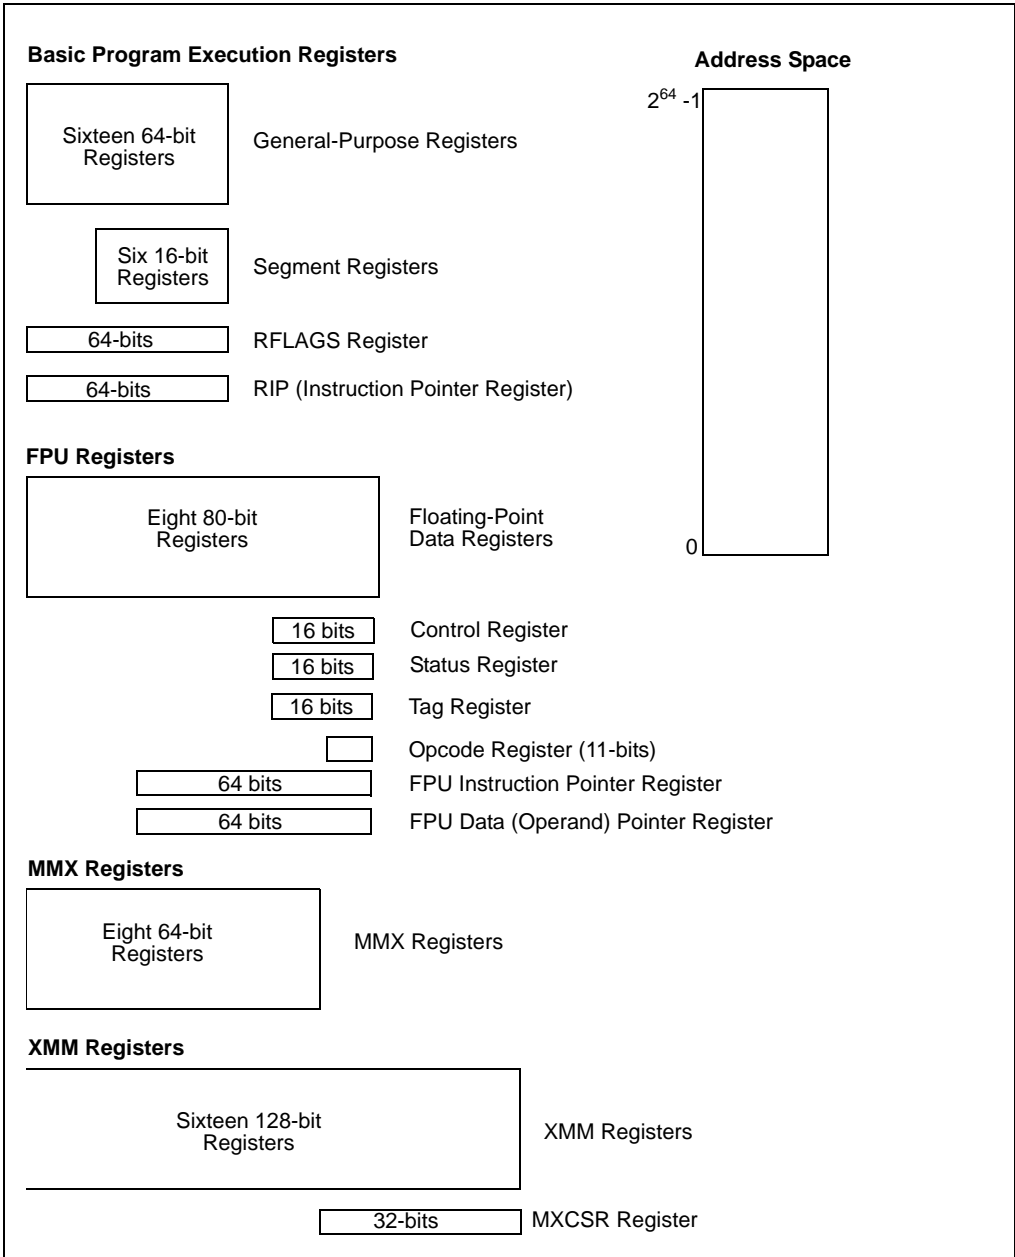 Basic Program Execution Registers
Address Space
2^64 -1
Sixteen 64-bit
Registers
General-Purpose Registers
Six 16-bit
Registers
Segment Registers
64-bits
RFLAGS Register
64-bits
RIP (Instruction Pointer Register)
FPU Registers
Eight 80-bit
Registers
Floating-Point
Data Registers
0
16 bits
Control Register
16 bits
Status Register
16 bits
Tag Register
Opcode Register (11-bits)
64 bits
FPU Instruction Pointer Register
64 bits
FPU Data (Operand) Pointer Register
MMX Registers
Eight 64-bit
Registers
MMX Registers
XMM Registers
Sixteen 128-bit
Registers
XMM Registers
32-bits
MXCSR Register